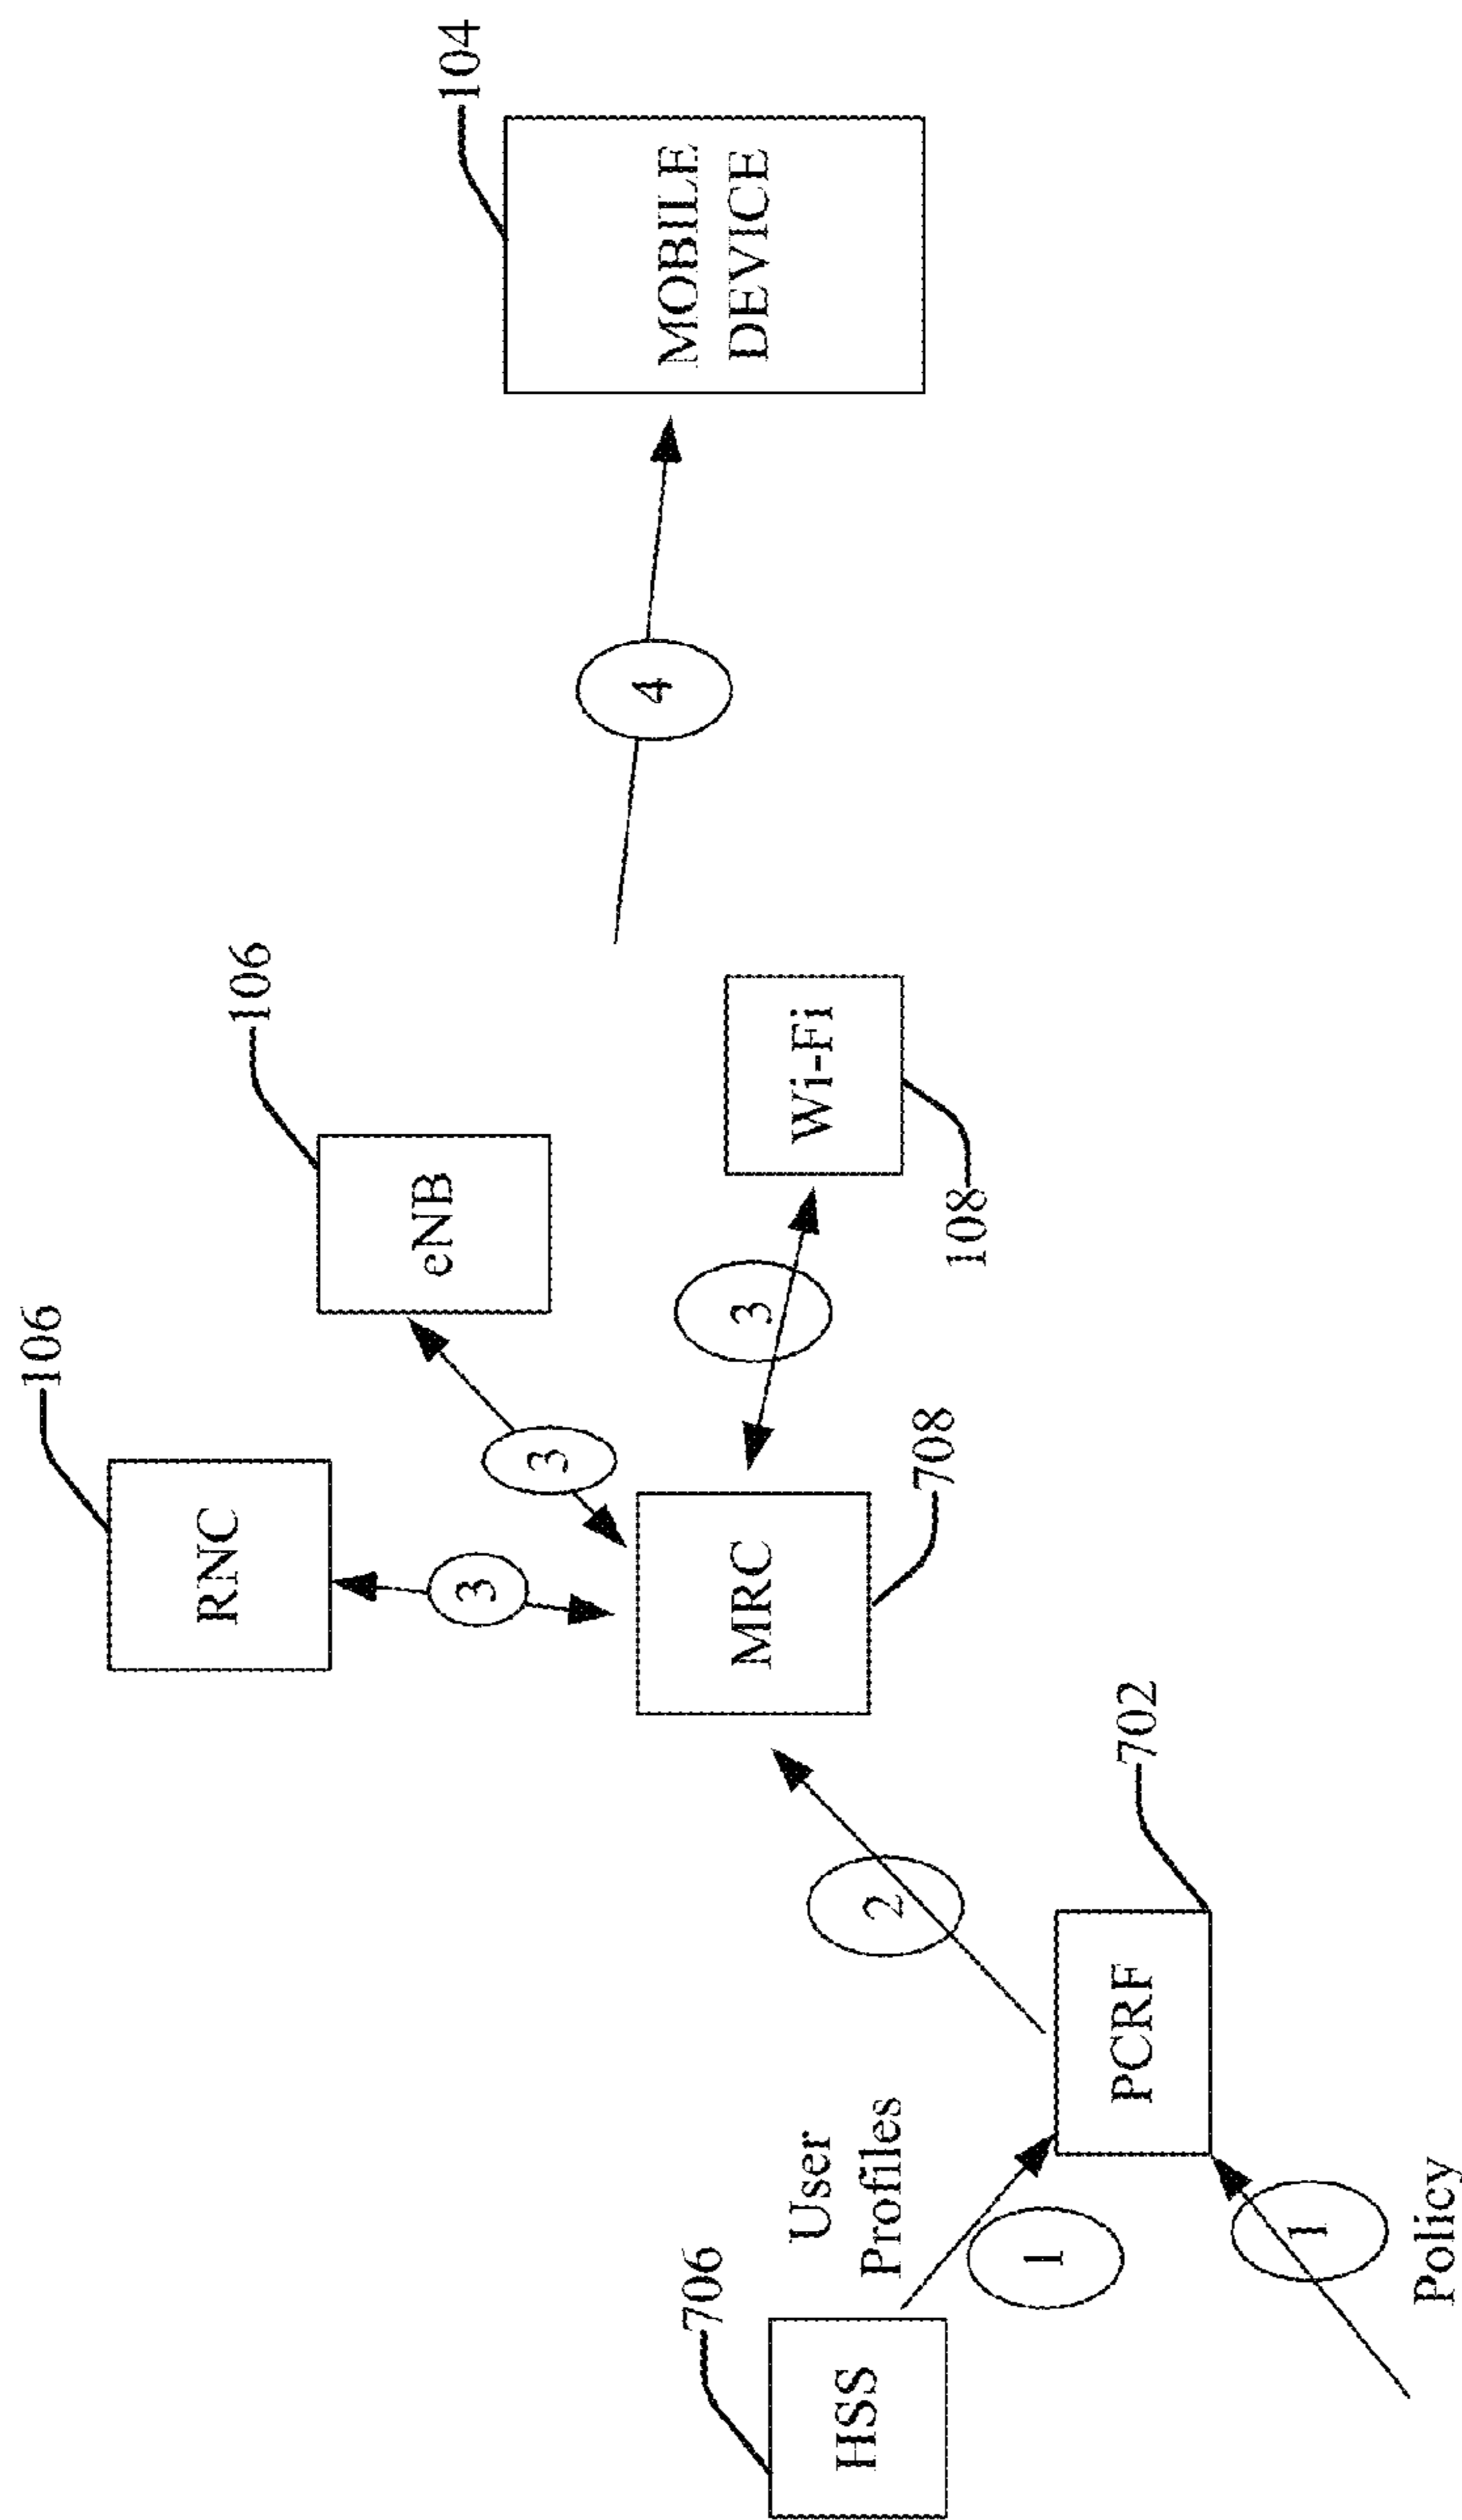 106
RNC
106
eNB
104
MOBILE
DEVICE
3
3
4
706
HSS
User
Profiles
2
MRC
708
3
Wi-Fi
108
1
PCRF
702
1
Policy